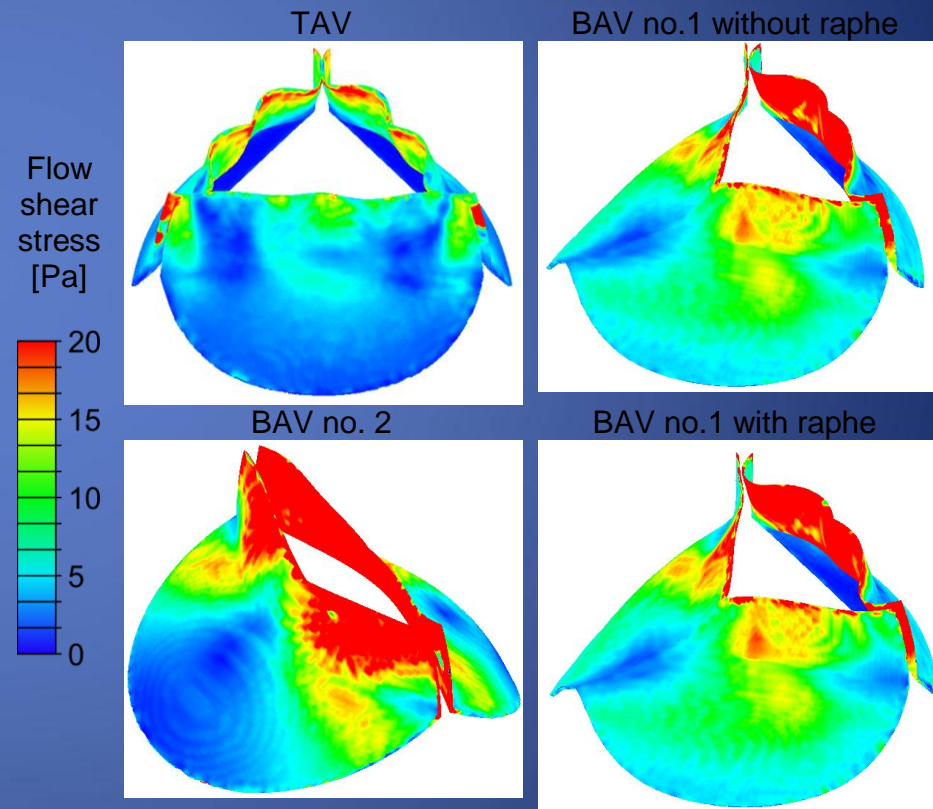 TAV
BAV no.1 without raphe
Flow
shear
stress
[Pa]
20
15
10
5
0
BAV no. 2
BAV no.1 with raphe